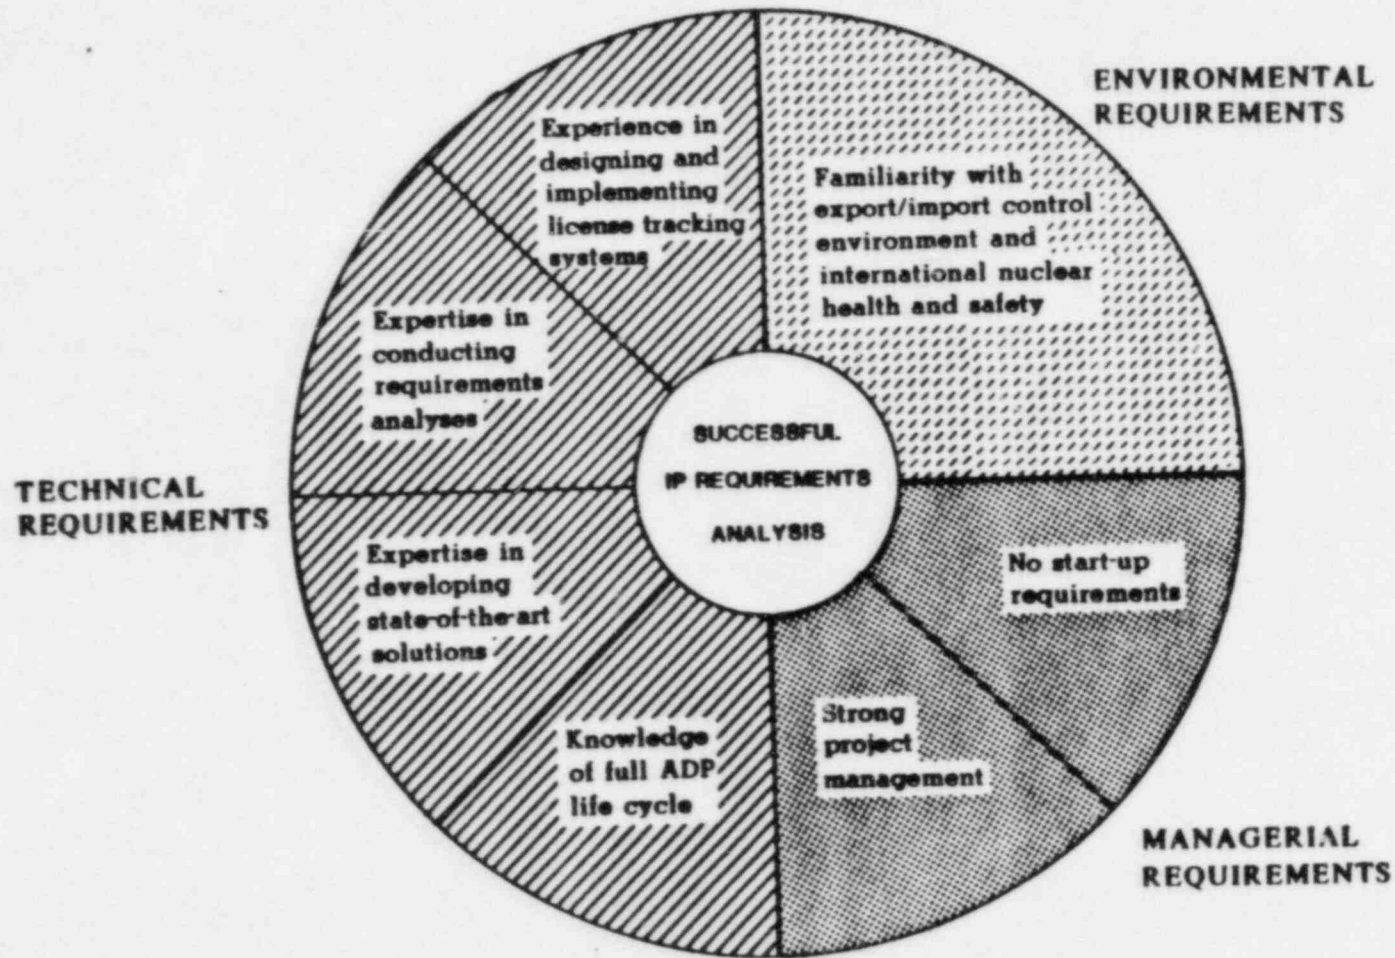 ENVIRONMENTAL
REQUIREMENTS
Experience in
designing and
implementing
license tracking
systems
Familiarity with
export/import control
environment and
international nuclear
health and safety
Expertise in
conducting
requirements
analyses
SUCCESSFUL
IP REQUIREMENTS
ANALYSIS
TECHNICAL
REQUIREMENTS
Expertise in
developing
state-of-the-art
solutions
No start-up
requirements
Knowledge
of full ADP
life cycle
Strong
project
management
MANAGERIAL
REQUIREMENTS